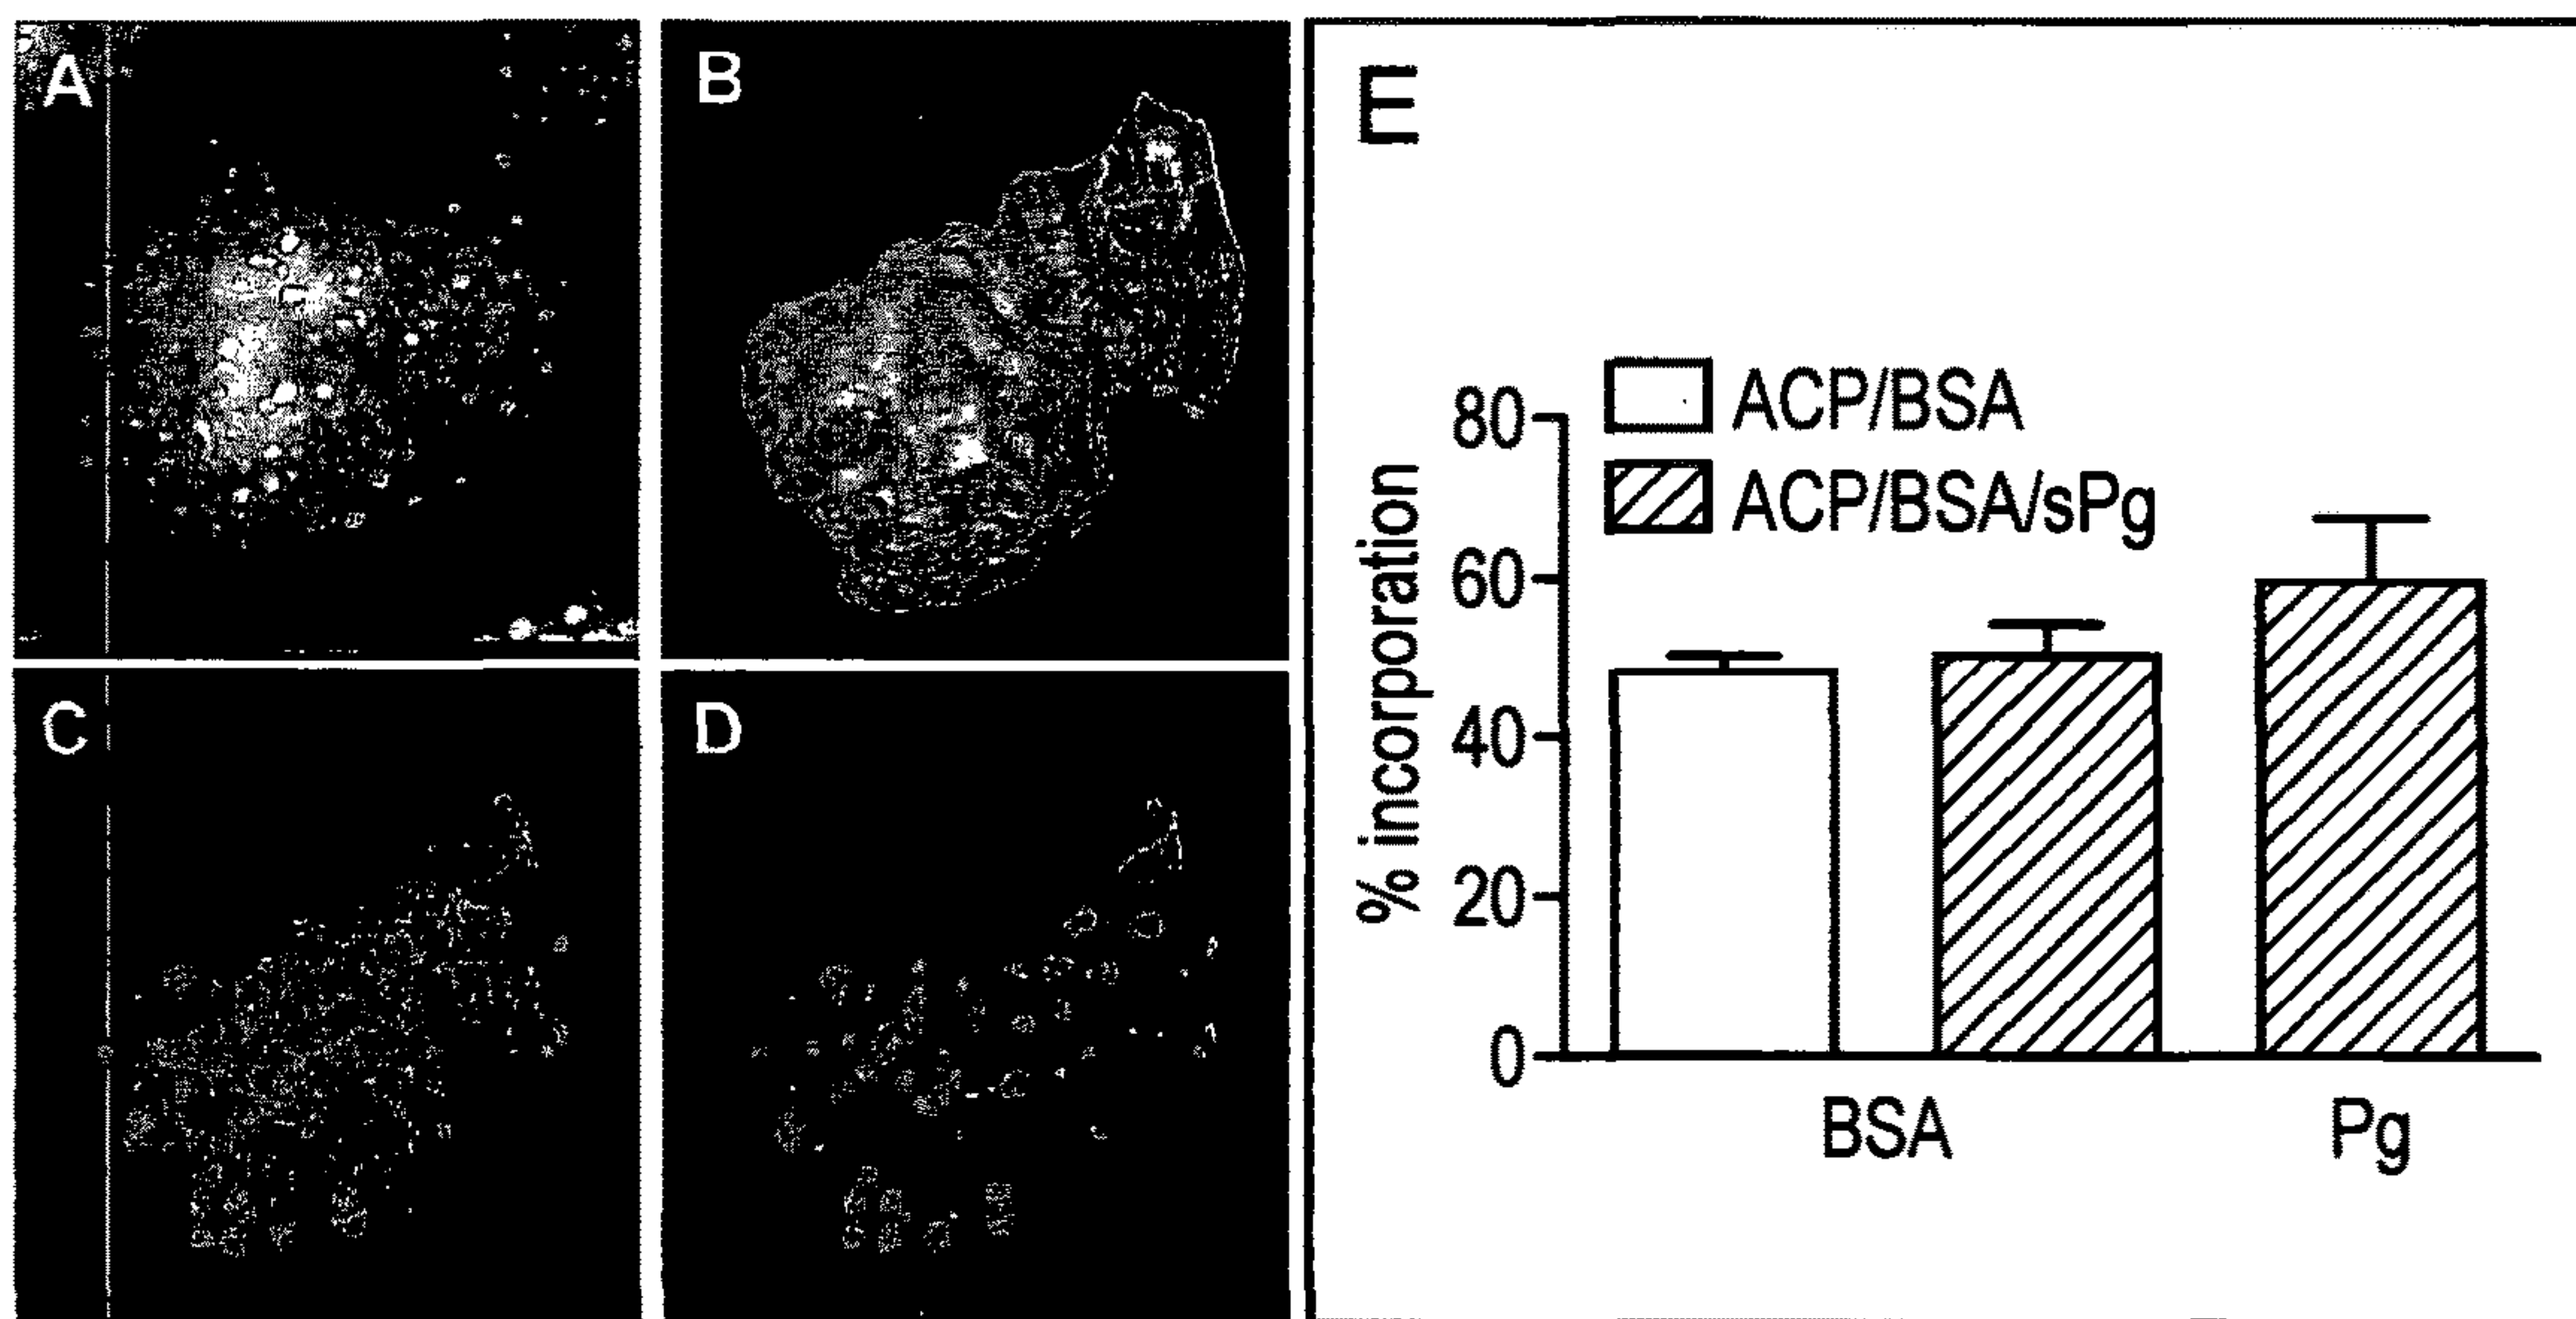 A
B
C
D
E
ACP/BSA
ACP/BSA/sPg
% incorporation
80
60
40
20
0
BSA
Pg